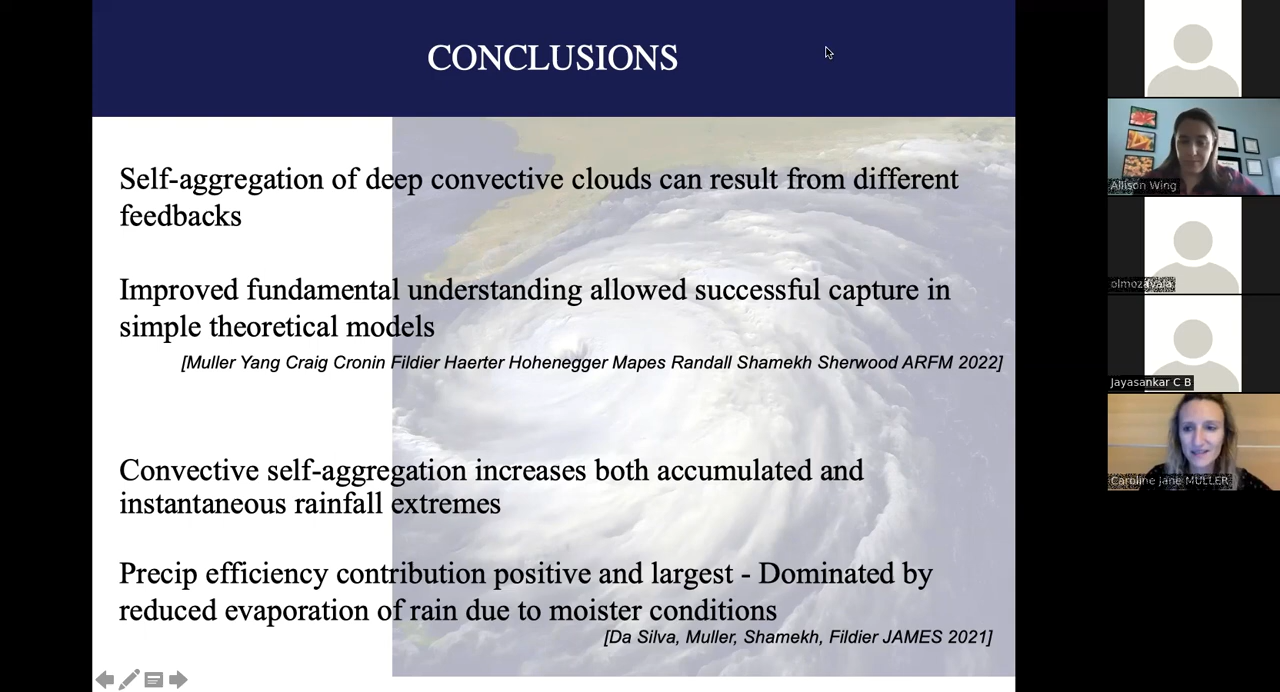 CONCLUSIONS
Self-aggregation of deep convective clouds can result from different
feedbacks
Improved fundamental understanding allowed successful capture in
simple theoretical models
[Muller Yang Craig Cronin Fildier Haerter Hohenegger Mapes Randall Shamekh Sherwood ARFM 2022]
Convective self-aggregation increases both accumulated and
instantaneous rainfall extremes
Precip efficiency contribution positive and largest - Dominated by
reduced evaporation of rain due to moister conditions
[Da Silva, Muller, Shamekh, Fildier JAMES 2021]
Allison Wing
Jayasankar C B
Caroline Jane MULLER